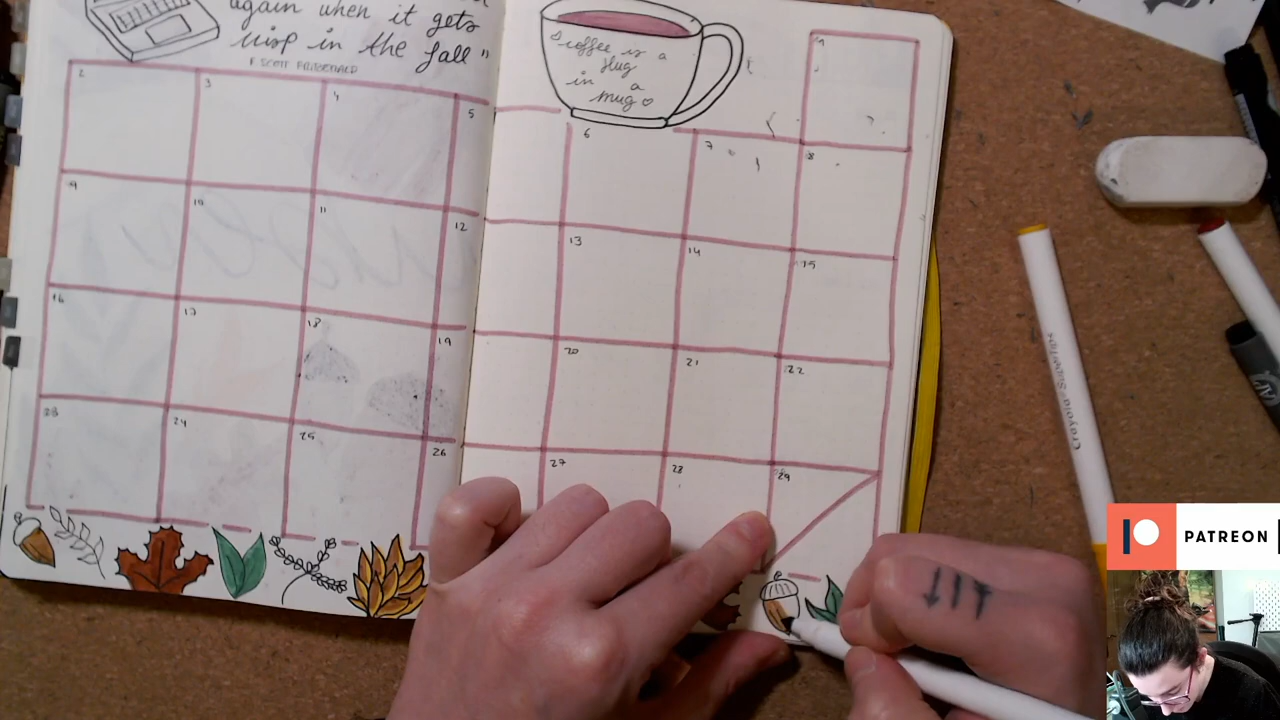 again when it gets
crisp in the fall"
F. SCOTT FITZGERALD
coffee is a
Hug
in a
mug
1
2 3 4 5 6 7 8
9 10 11 12 13 14 15
16 17 18 19 20 21 22
23 24 25 26 27 28 29
Crayola SuperTips
PATREON